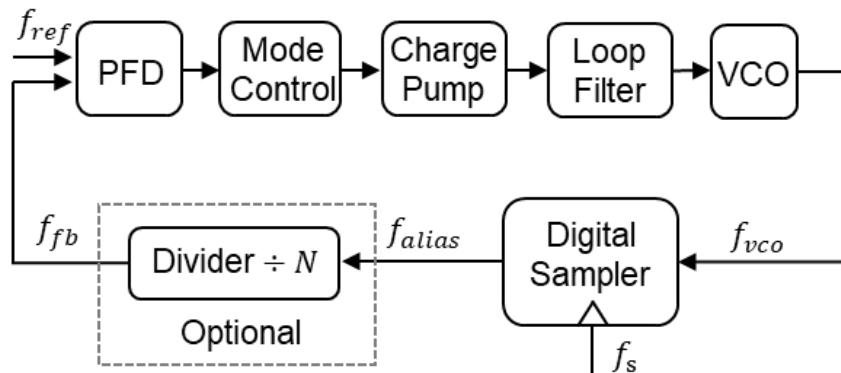 f_ref
PFD
Mode
Control
Charge
Pump
Loop
Filter
VCO
f_fb
Divider ÷ N
Optional
f_alias
Digital
Sampler
f_vco
f_s